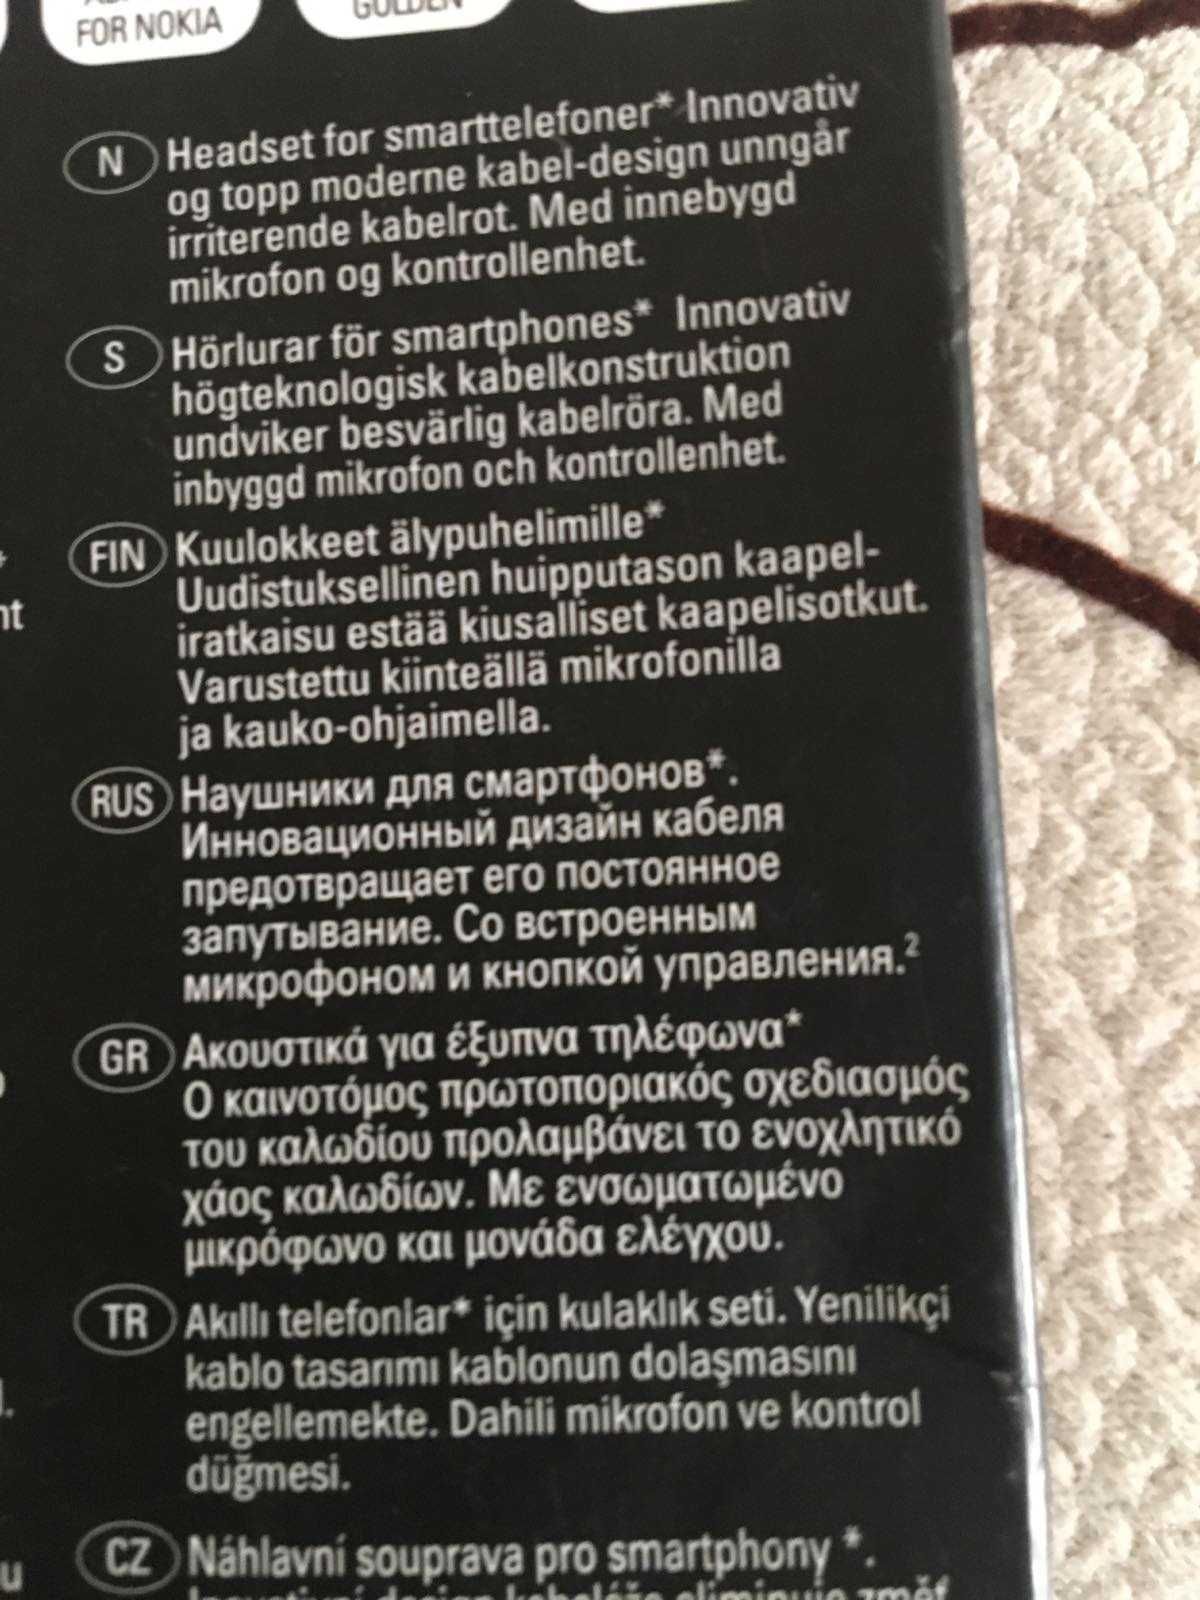 FOR NOKIA
GOLDEN
N Headset for smarttelefoner* Innovativ
og topp moderne kabel-design unngår
irriterende kabelrot. Med innebygd
mikrofon og kontrollenhet.
S Hörlurar för smartphones* Innovativ
högteknologisk kabelkonstruktion
undviker besvärlig kabelröra. Med
inbyggd mikrofon och kontrollenhet.
FIN Kuulokkeet älypuhelimille*
Uudistuksellinen huipputason kaapel-
iratkaisu estää kiusalliset kaapelisotkut.
Varustettu kiinteällä mikrofonilla
ja kauko-ohjaimella.
RUS Наушники для смартфонов*.
Инновационный дизайн кабеля
предотвращает его постоянное
запутывание. Со встроенным
микрофоном и кнопкой управления.²
GR Ακουστικά για έξυπνα τηλέφωνα*
Ο καινοτόμος πρωτοποριακός σχεδιασμός
του καλωδίου προλαμβάνει το ενοχλητικό
χάος καλωδίων. Με ενσωματωμένο
μικρόφωνο και μονάδα ελέγχου.
TR Akıllı telefonlar* için kulaklık seti. Yenilikçi
kablo tasarımı kablonun dolaşmasını
engellemekte. Dahili mikrofon ve kontrol
düğmesi.
CZ Náhlavní souprava pro smartphony *.